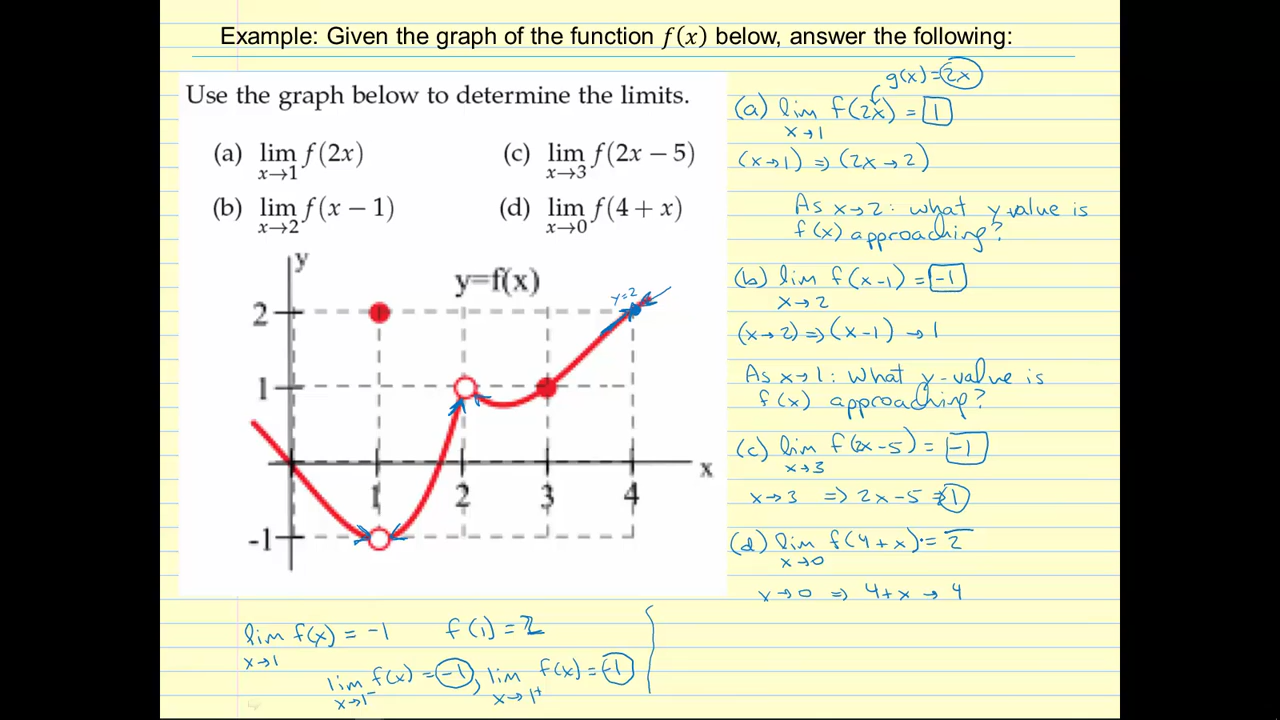 Example: Given the graph of the function f(x) below, answer the following:
Use the graph below to determine the limits.
(a) lim x→1 f(2x)
(c) lim x→3 f(2x − 5)
(b) lim x→2 f(x − 1)
(d) lim x→0 f(4 + x)
y
y=f(x)
y=2
2
1
x
1 2 3 4
-1
g(x)=2x
(a) lim x→1 f(2x) = 1
(x→1) ⇒ (2x→2)
As x→2: what y-value is
f(x) approaching?
(b) lim x→2 f(x-1) = -1
(x→2) ⇒ (x-1) → 1
As x→1: What y-value is
f(x) approaching?
(c) lim x→3 f(2x-5) = -1
x→3 ⇒ 2x-5 ⇒ 1
(d) lim x→0 f(4+x) = 2
x→0 ⇒ 4+x → 4
lim x→1 f(x) = -1 f(1) = 2
lim x→1⁻ f(x) = -1, lim x→1⁺ f(x) = -1